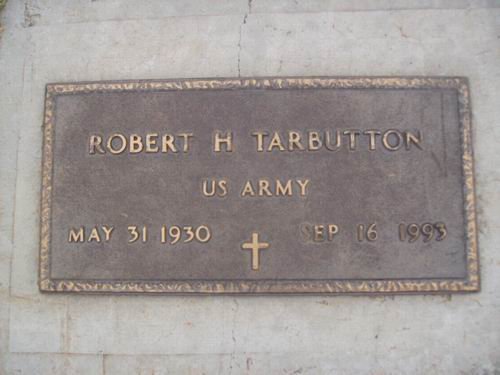 ROBERT H TARBUTTON
US ARMY
MAY 31 1930 SEP 16 1993